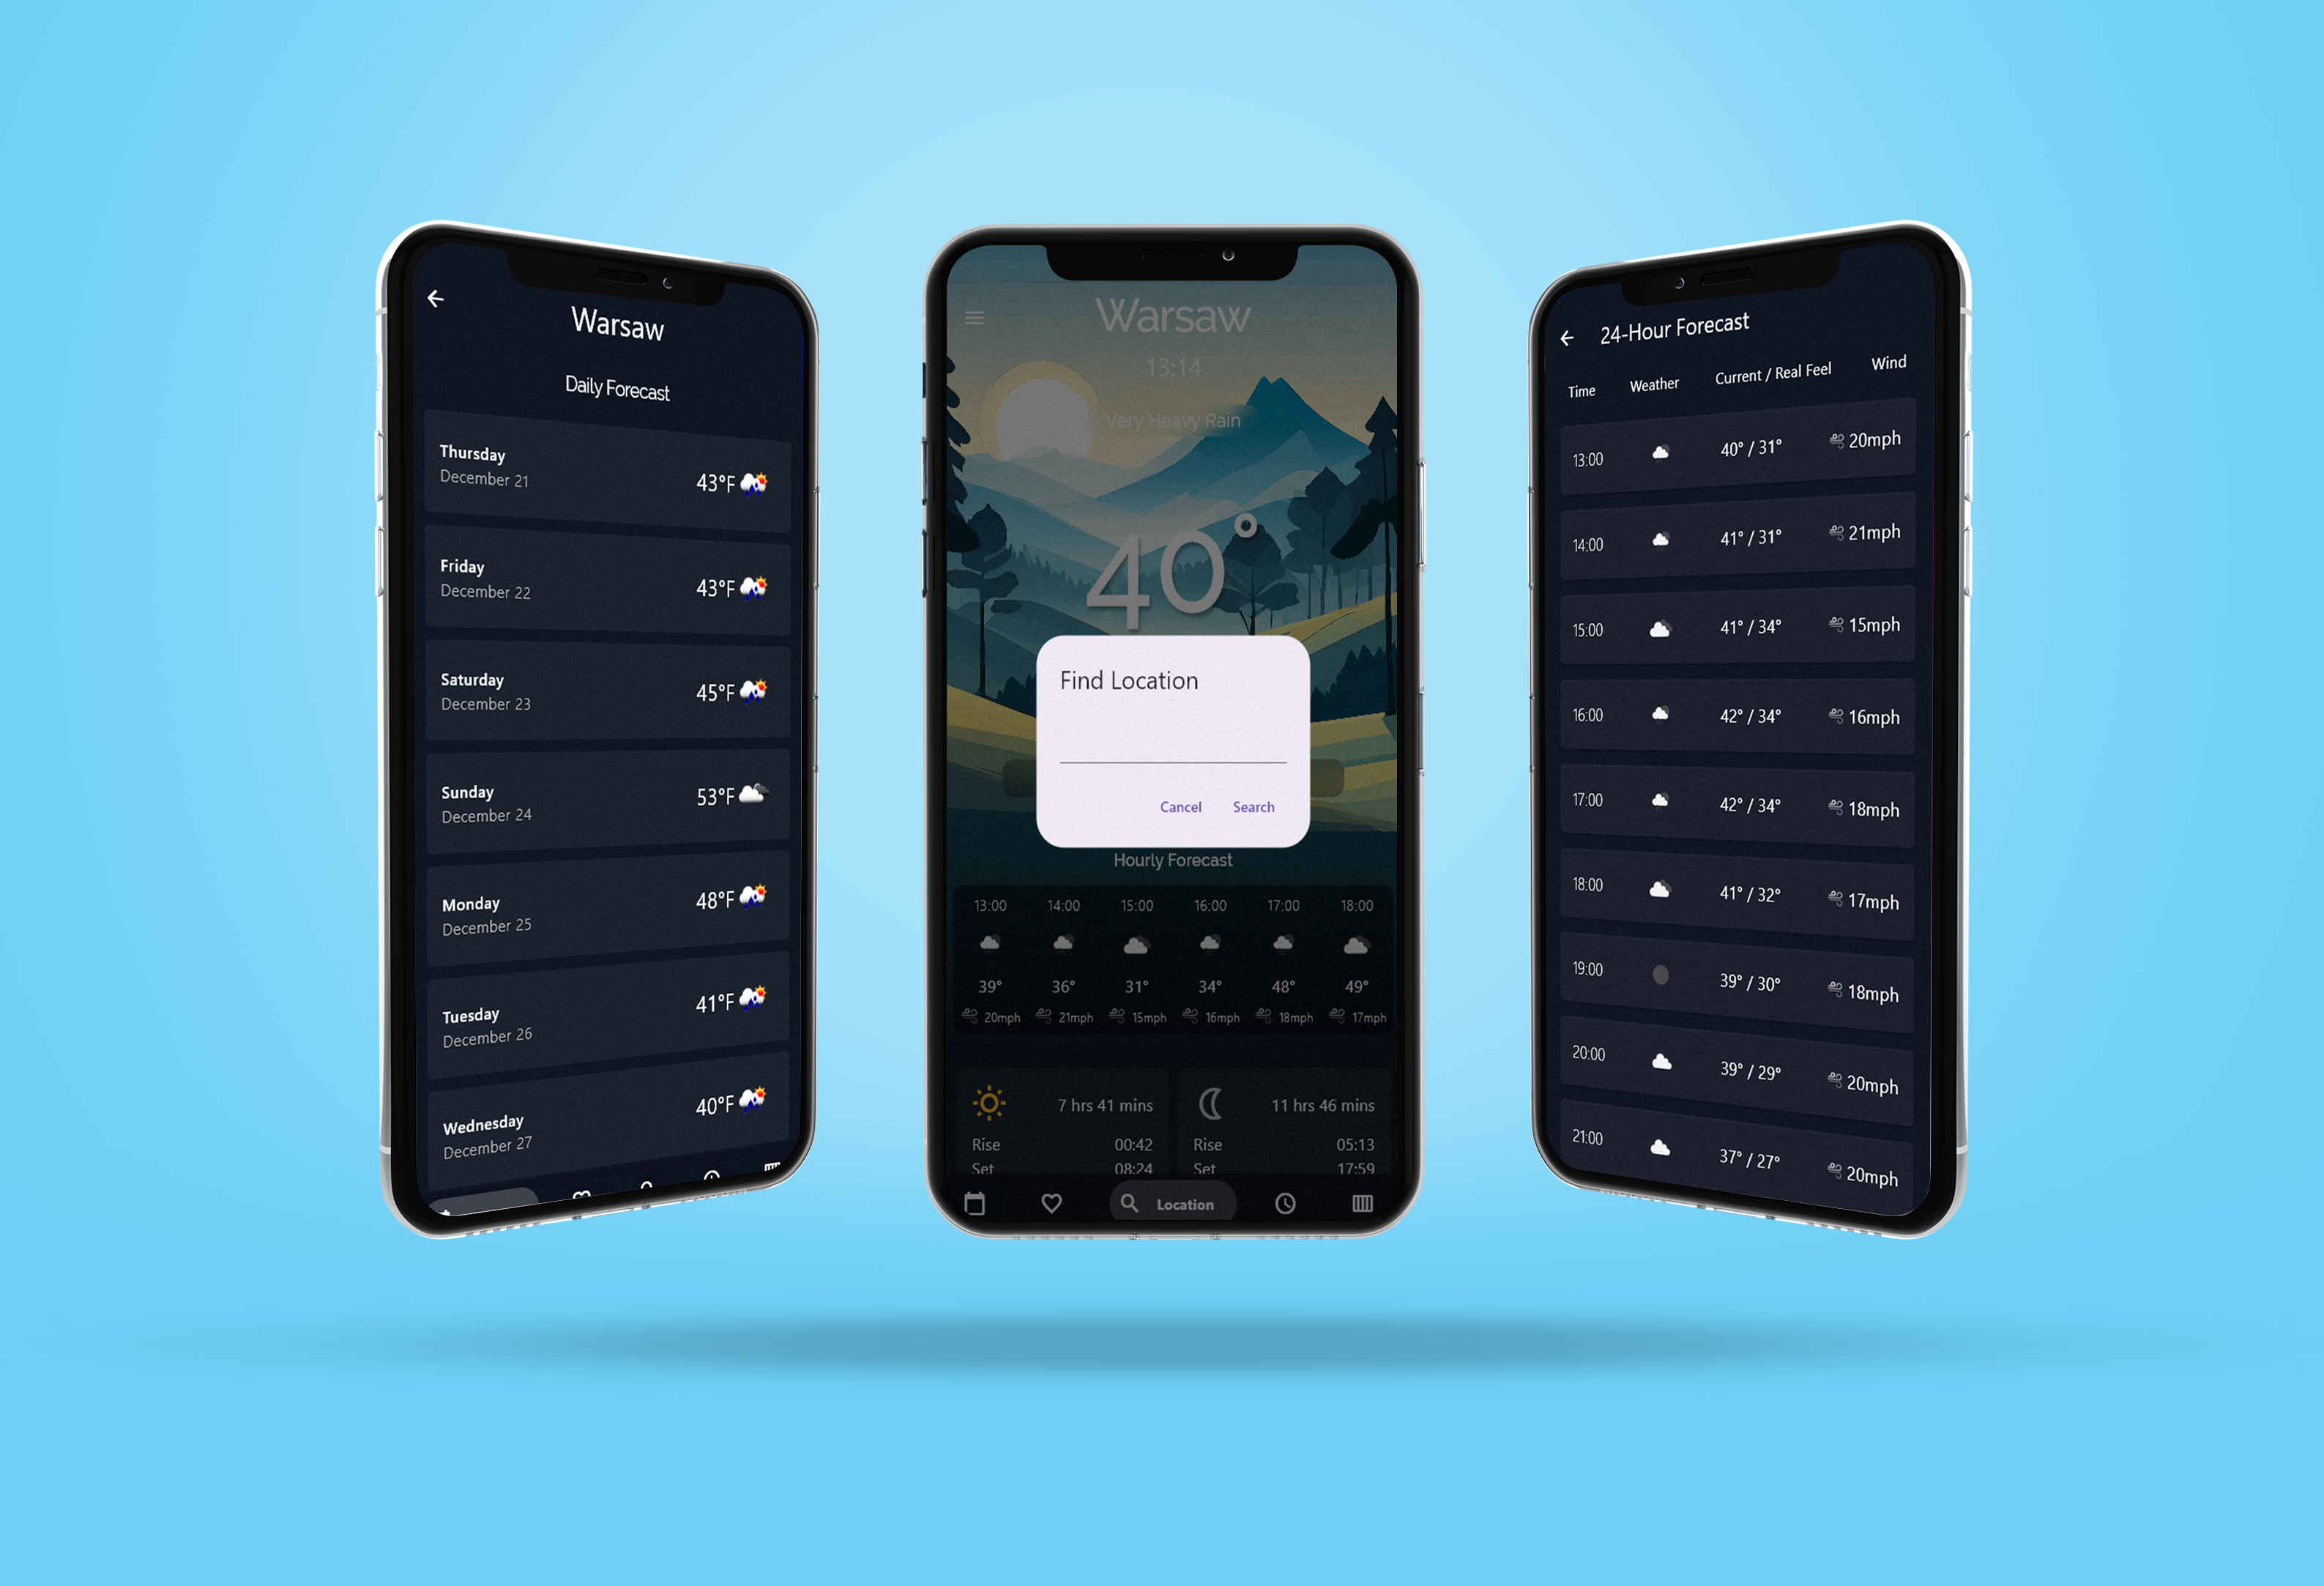 Warsaw
Daily Forecast
Thursday
December 21
43°F
Friday
December 22
43°F
Saturday
December 23
45°F
Sunday
December 24
53°F
Monday
December 25
48°F
Tuesday
December 26
41°F
Wednesday
December 27
40°F
Warsaw
13:14
Very Heavy Rain
40°
Find Location
Cancel Search
Hourly Forecast
13:00 14:00 15:00 16:00 17:00 18:00
39° 36° 31° 34° 48° 49°
20mph 21mph 15mph 16mph 18mph 17mph
7 hrs 41 mins 11 hrs 46 mins
Rise 00:42 Rise 05:13
Set 08:24 Set 17:59
Location
24-Hour Forecast
Time Weather Current / Real Feel Wind
13:00 40° / 31° 20mph
14:00 41° / 31° 21mph
15:00 41° / 34° 15mph
16:00 42° / 34° 16mph
17:00 42° / 34° 18mph
18:00 41° / 32° 17mph
19:00 39° / 30° 18mph
20:00 39° / 29° 20mph
21:00 37° / 27° 20mph